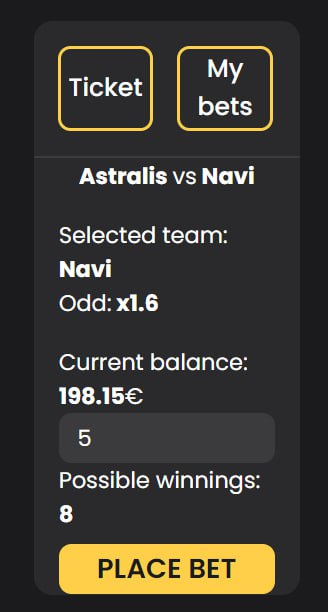 Ticket
My
bets
Astralis vs Navi
Selected team:
Navi
Odd: x1.6
Current balance:
198.15€
5
Possible winnings:
8
PLACE BET